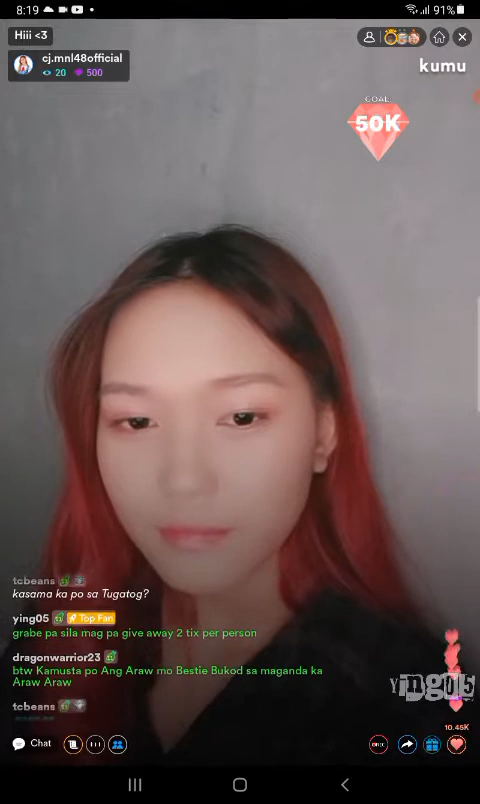 8:19
91%
Hiii <3
cj.mnl48official
20 500
kumu
GOAL:
50K
tcbeans
kasama ka po sa Tugatog?
ying05 Top Fan
grabe pa sila mag pa give away 2 tix per person
dragonwarrior23
btw Kamusta po Ang Araw mo Bestie Bukod sa maganda ka
Araw Araw
tcbeans
YINGU5
10.45K
Chat